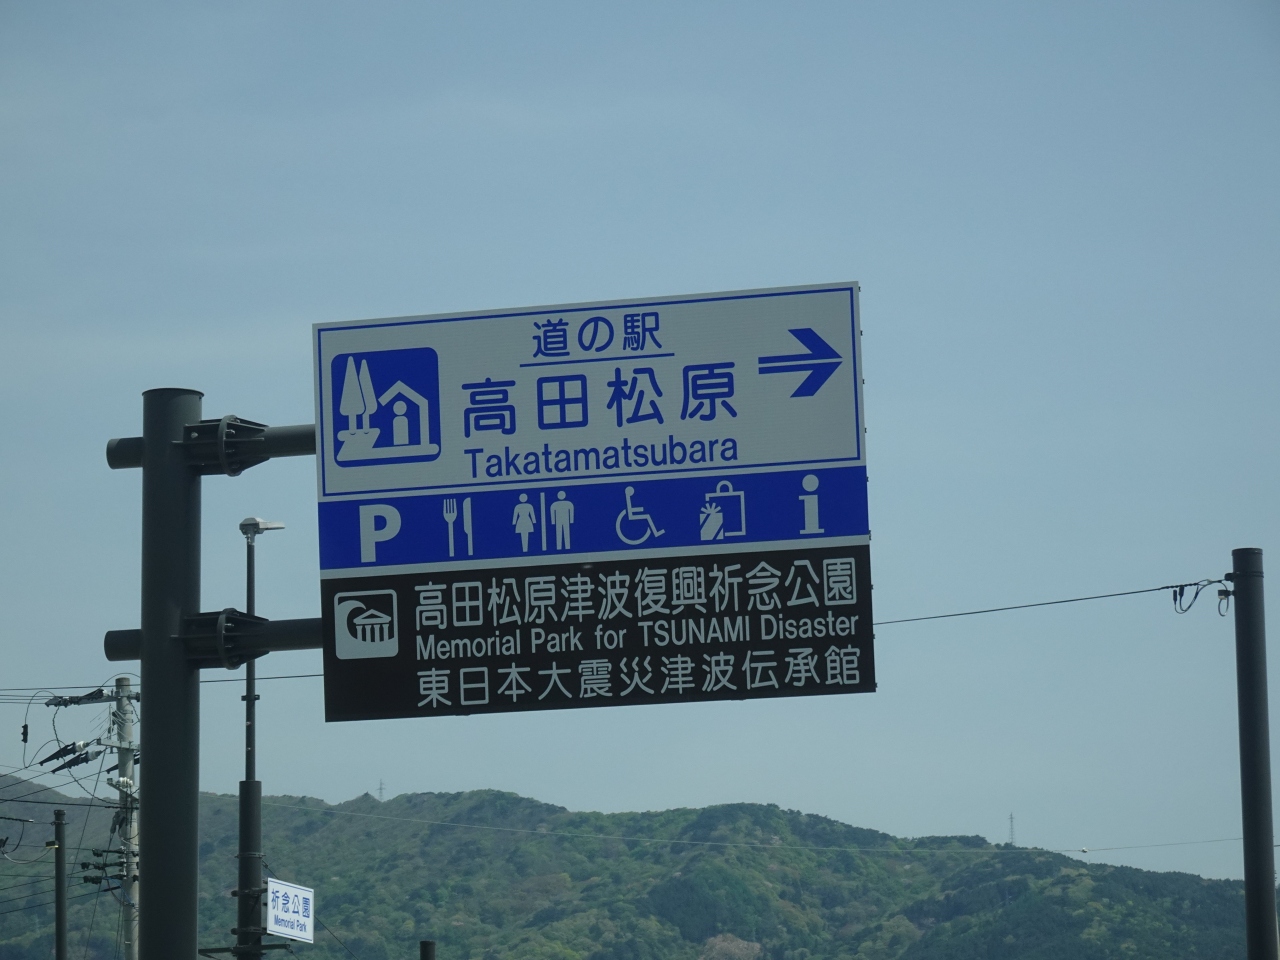 道の駅
高田松原
Takatamatsubara
P
高田松原津波復興祈念公園
Memorial Park for TSUNAMI Disaster
東日本大震災津波伝承館
祈念公園
Memorial Park